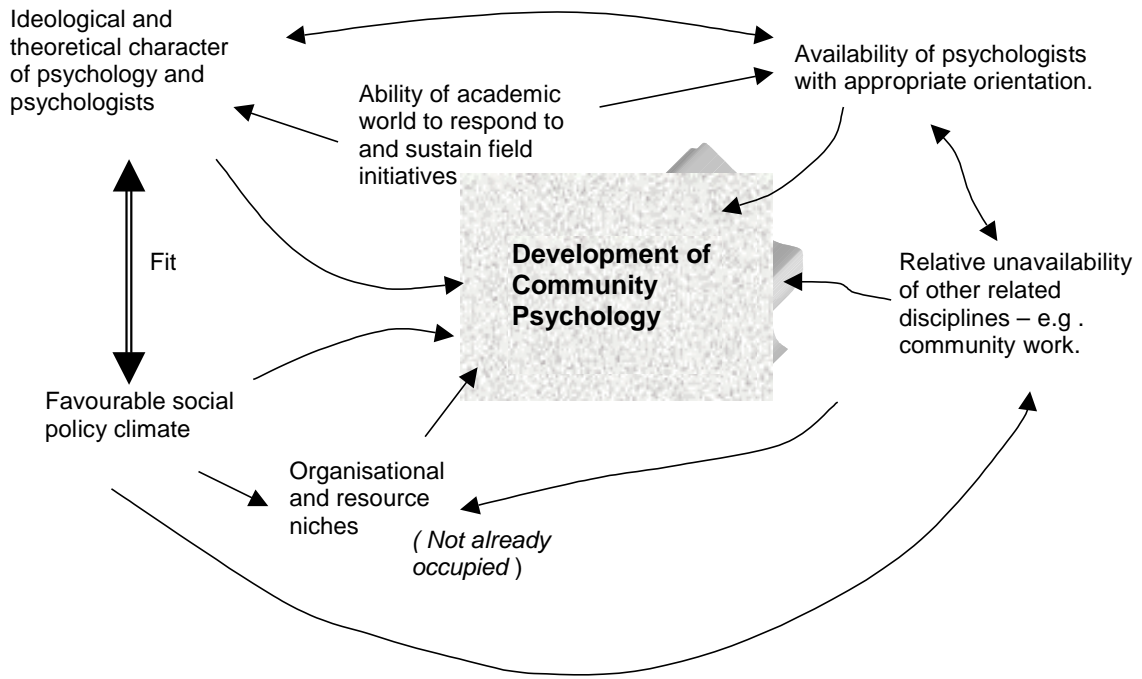 Ideological and
theoretical character
of psychology and
psychologists
Availability of psychologists
with appropriate orientation.
Ability of academic
world to respond to
and sustain field
initiatives
Fit
Development of
Community
Psychology
Relative unavailability
of other related
disciplines – e.g .
community work.
Favourable social
policy climate
Organisational
and resource
niches
( Not already
occupied )